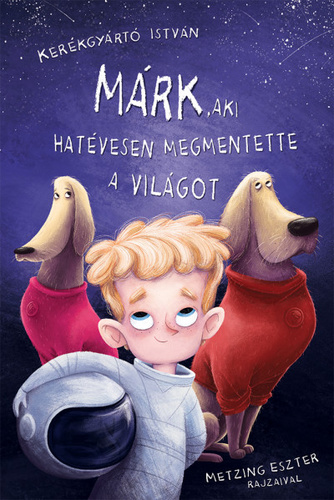 KERÉKGYÁRTÓ ISTVÁN
MÁRK, AKI
HATÉVESEN MEGMENTETTE
A VILÁGOT
METZING ESZTER
RAJZAIVAL